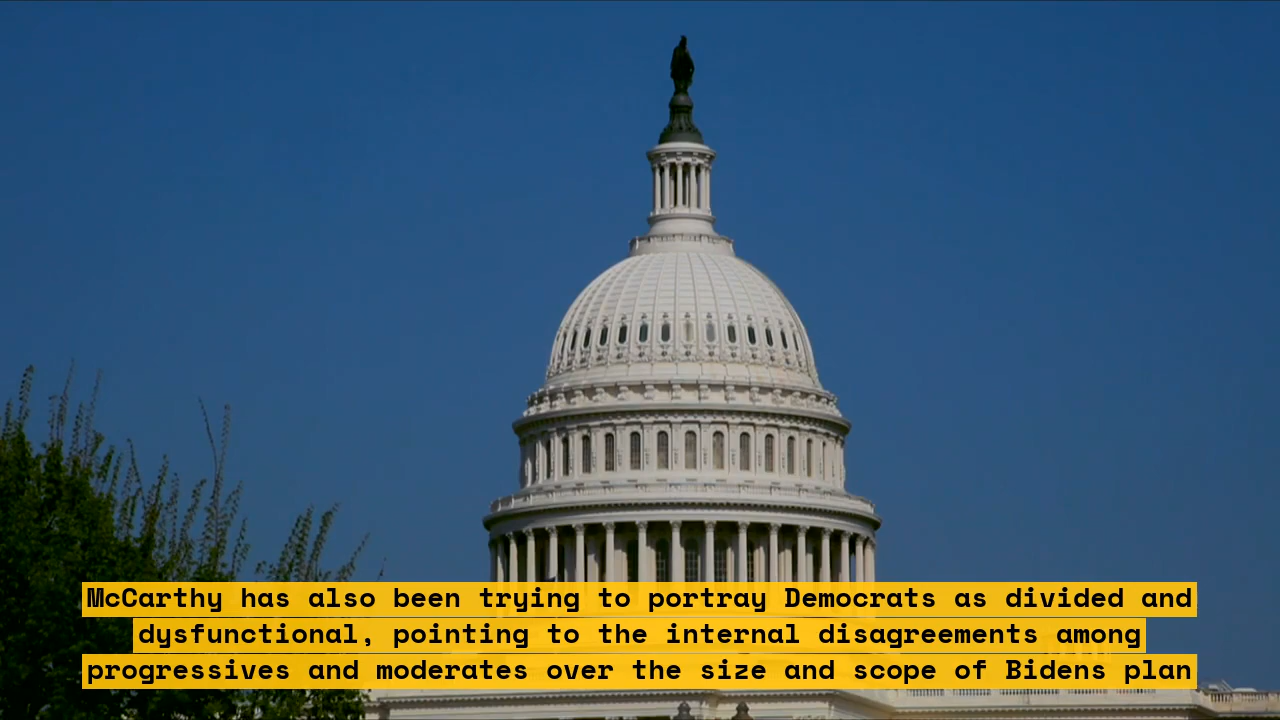 McCarthy has also been trying to portray Democrats as divided and
dysfunctional, pointing to the internal disagreements among
progressives and moderates over the size and scope of Bidens plan